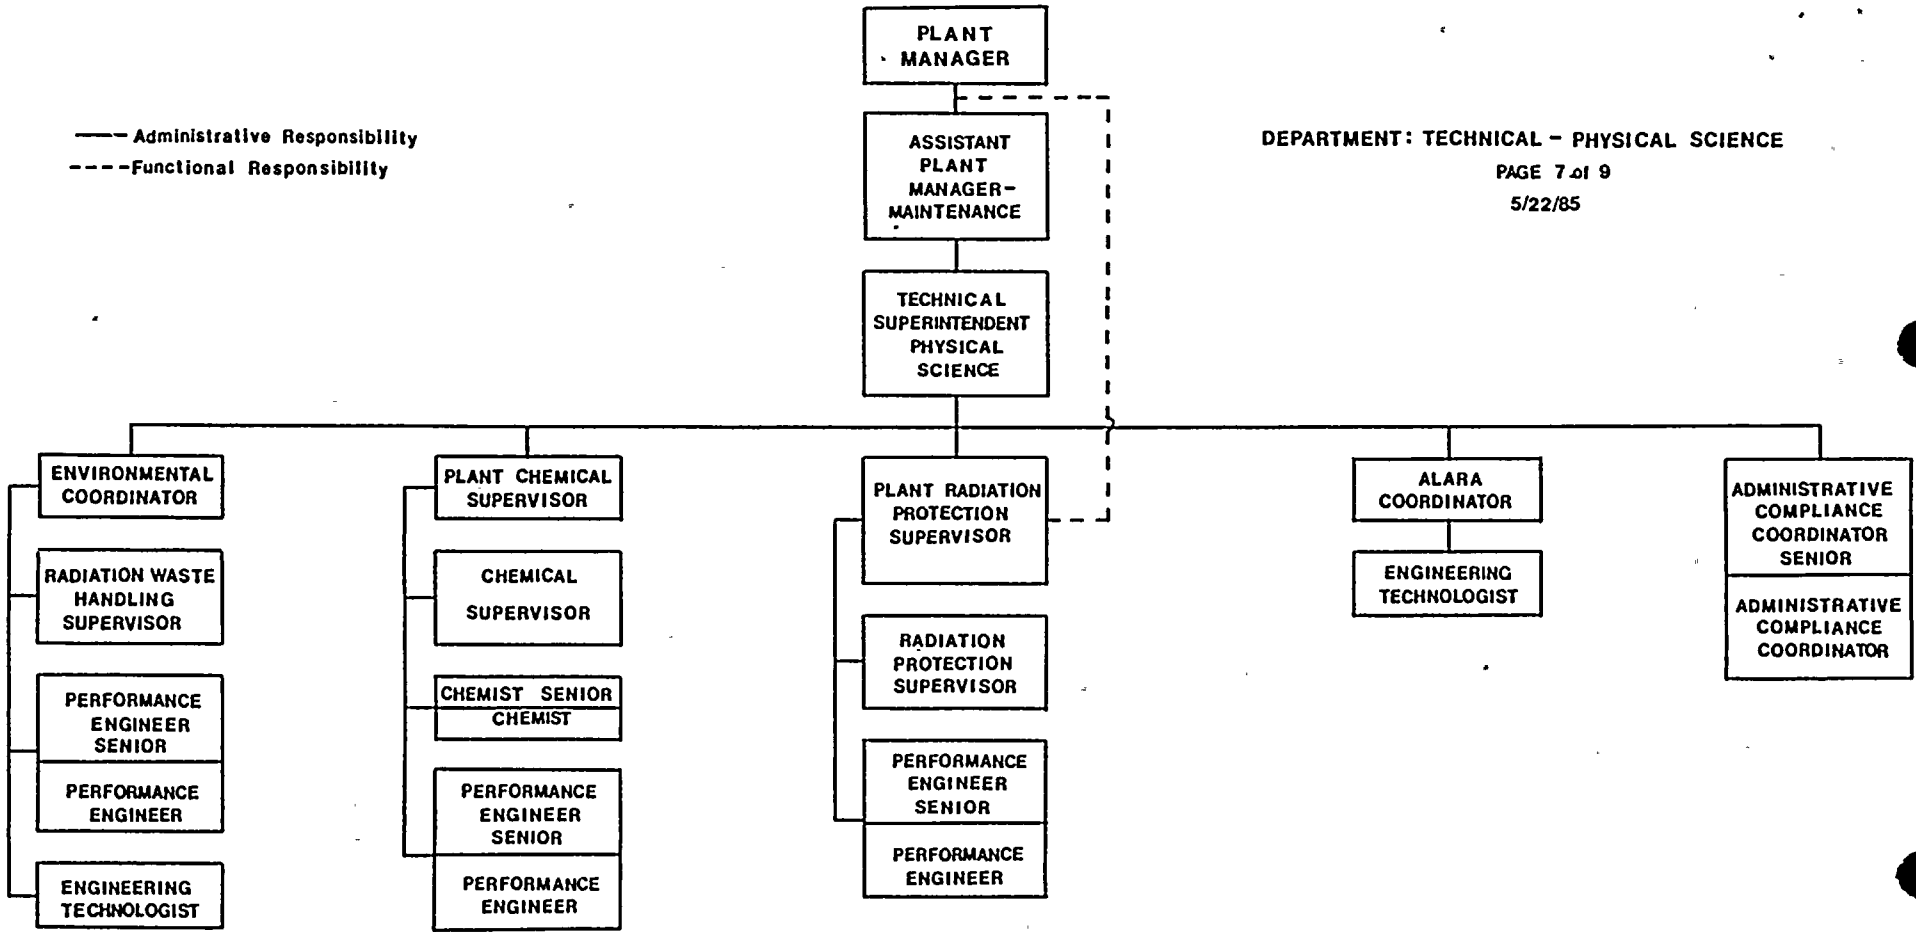 PLANT
MANAGER
—— Administrative Responsibility
---- Functional Responsibility
ASSISTANT
PLANT
MANAGER-
MAINTENANCE
DEPARTMENT: TECHNICAL - PHYSICAL SCIENCE
PAGE 7 of 9
5/22/85
TECHNICAL
SUPERINTENDENT
PHYSICAL
SCIENCE
ENVIRONMENTAL
COORDINATOR
RADIATION WASTE
HANDLING
SUPERVISOR
PERFORMANCE
ENGINEER
SENIOR
PERFORMANCE
ENGINEER
ENGINEERING
TECHNOLOGIST
PLANT CHEMICAL
SUPERVISOR
CHEMICAL
SUPERVISOR
CHEMIST SENIOR
CHEMIST
PERFORMANCE
ENGINEER
SENIOR
PERFORMANCE
ENGINEER
PLANT RADIATION
PROTECTION
SUPERVISOR
RADIATION
PROTECTION
SUPERVISOR
PERFORMANCE
ENGINEER
SENIOR
PERFORMANCE
ENGINEER
ALARA
COORDINATOR
ENGINEERING
TECHNOLOGIST
ADMINISTRATIVE
COMPLIANCE
COORDINATOR
SENIOR
ADMINISTRATIVE
COMPLIANCE
COORDINATOR